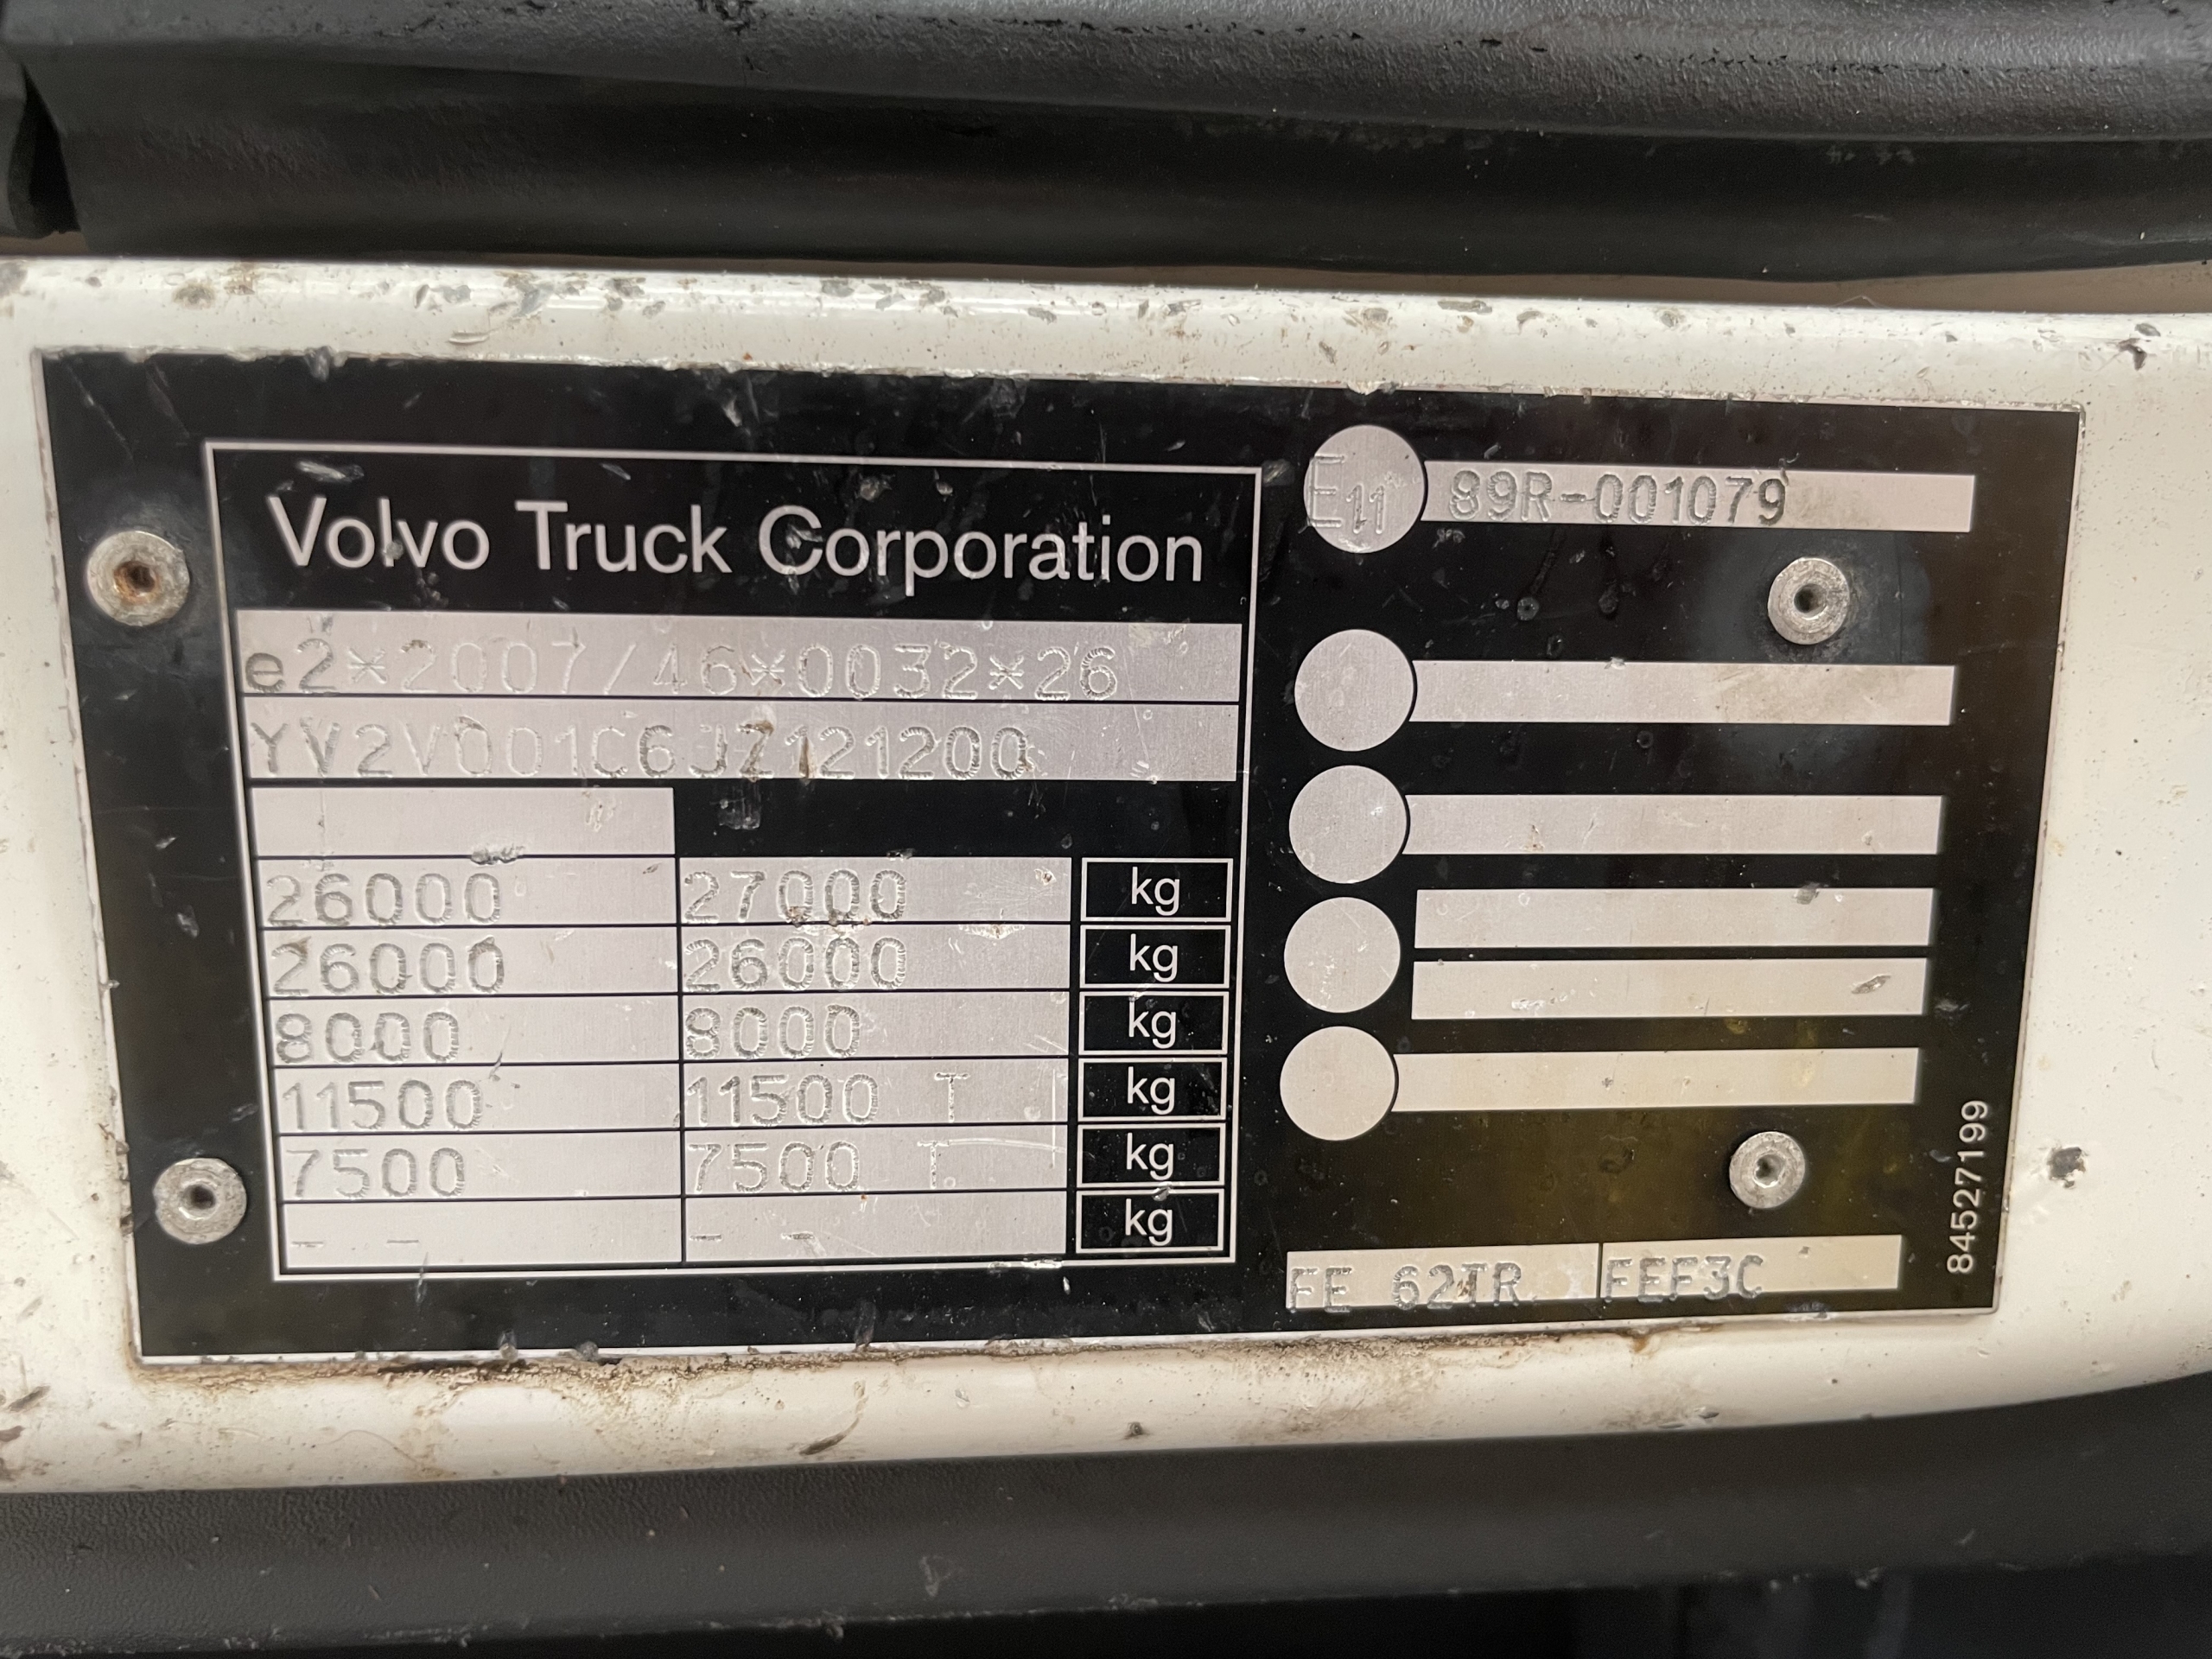 Volvo Truck Corporation
e2*2007/46*0032*26
YV2V001C6JZ121200
26000 27000 kg
26000 26000 kg
8000 8000 kg
11500 11500 T kg
7500 7500 T kg
- - - - kg
E11 89R-001079
FE 62TR FEF3C
84527199